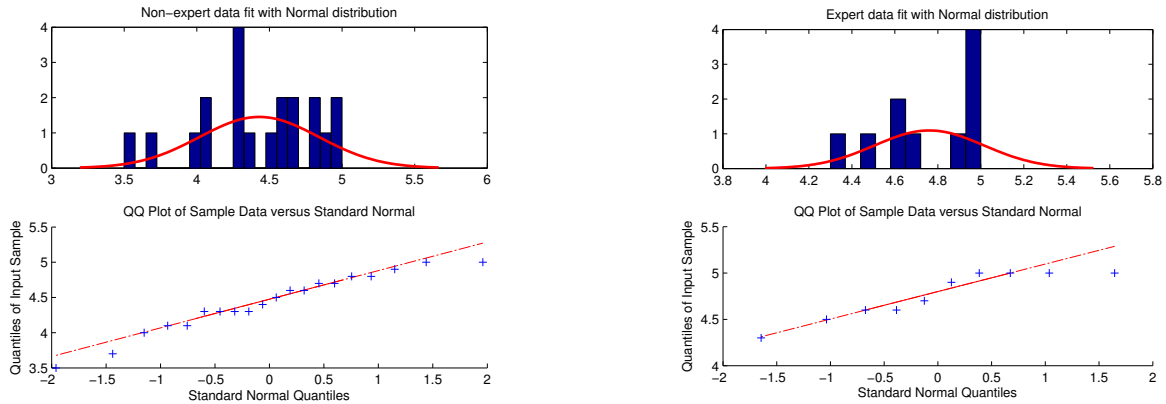 Non−expert data fit with Normal distribution
4
3
2
1
0
3 3.5 4 4.5 5 5.5 6
QQ Plot of Sample Data versus Standard Normal
Quantiles of Input Sample
5.5
5
4.5
4
3.5
−2 −1.5 −1 −0.5 0 0.5 1 1.5 2
Standard Normal Quantiles
Expert data fit with Normal distribution
4
3
2
1
0
3.8 4 4.2 4.4 4.6 4.8 5 5.2 5.4 5.6 5.8
QQ Plot of Sample Data versus Standard Normal
Quantiles of Input Sample
5.5
5
4.5
4
−2 −1.5 −1 −0.5 0 0.5 1 1.5 2
Standard Normal Quantiles